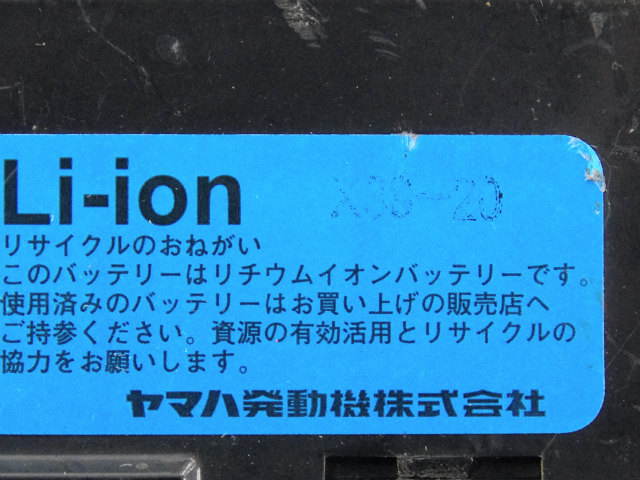 Li-ion
X36-20
リサイクルのおねがい
このバッテリーはリチウムイオンバッテリーです。
使用済みのバッテリーはお買い上げの販売店へ
ご持参ください。資源の有効活用とリサイクルの
協力をお願いします。
ヤマハ発動機株式会社